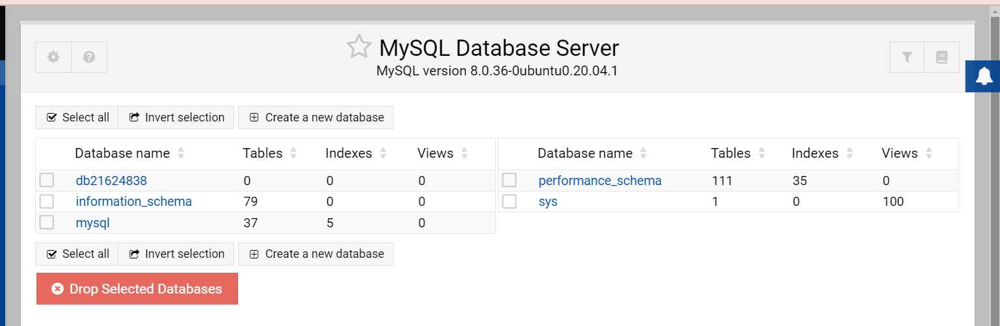 MySQL Database Server
MySQL version 8.0.36-0ubuntu0.20.04.1
Select all Invert selection Create a new database
Database name Tables Indexes Views Database name Tables Indexes Views
db21624838 0 0 0 performance_schema 111 35 0
information_schema 79 0 0 sys 1 0 100
mysql 37 5 0
Select all Invert selection Create a new database
Drop Selected Databases